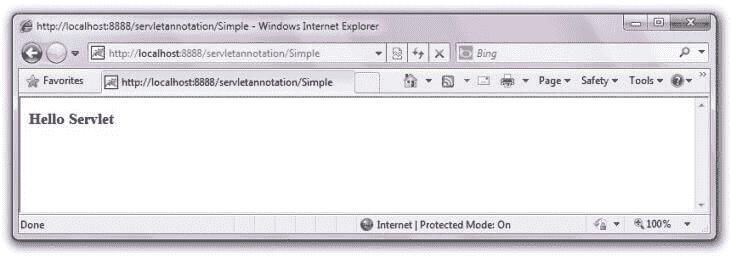 http://localhost:8888/servletannotation/Simple - Windows Internet Explorer
http://localhost:8888/servletannotation/Simple
Bing
Favorites
http://localhost:8888/servletannotation/Simple
Page
Safety
Tools
Hello Servlet
Done
Internet | Protected Mode: On
100%